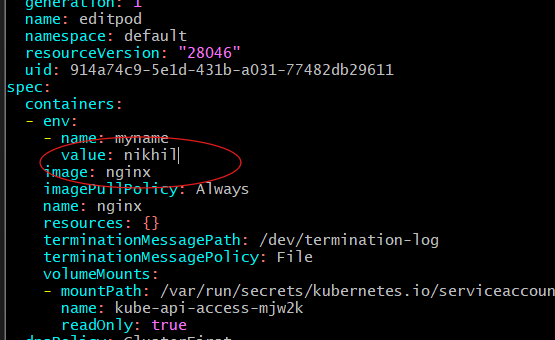 generation: 1
name: editpod
namespace: default
resourceVersion: "28046"
uid: 914a74c9-5e1d-431b-a031-77482db29611
spec:
containers:
- env:
- name: myname
value: nikhil
image: nginx
imagePullPolicy: Always
name: nginx
resources: {}
terminationMessagePath: /dev/termination-log
terminationMessagePolicy: File
volumeMounts:
- mountPath: /var/run/secrets/kubernetes.io/serviceaccoun
name: kube-api-access-mjw2k
readOnly: true
dnsPolicy: ClusterFirst